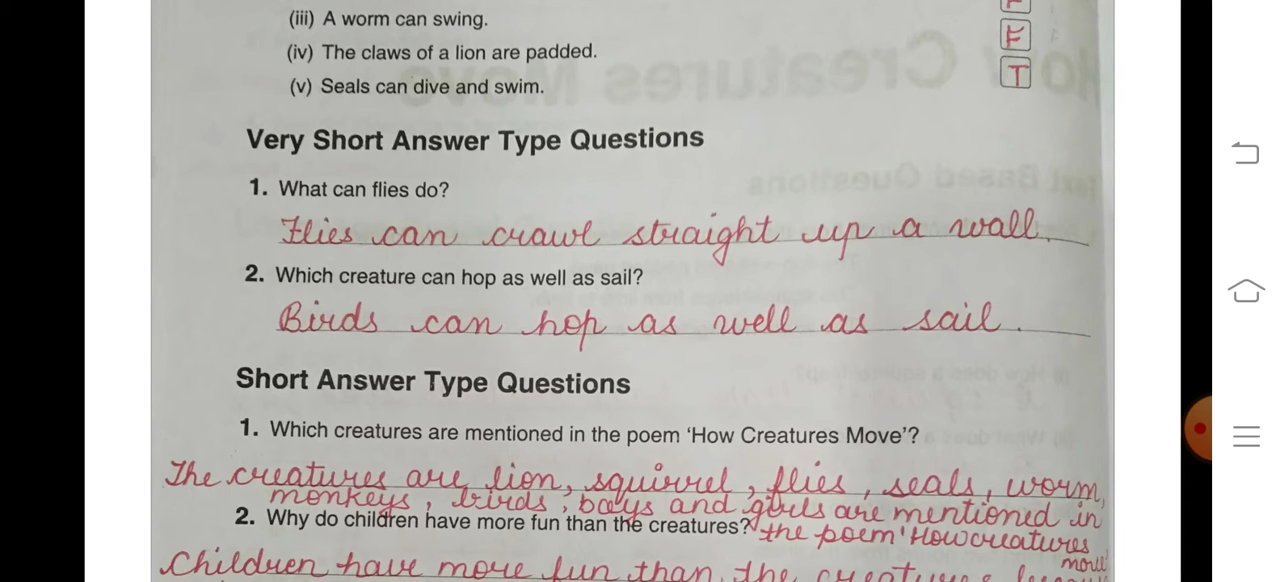 (iii) A worm can swing.
F
(iv) The claws of a lion are padded.
F
(v) Seals can dive and swim.
T
Very Short Answer Type Questions
1. What can flies do?
Flies can crawl straight up a wall.
2. Which creature can hop as well as sail?
Birds can hop as well as sail.
Short Answer Type Questions
1. Which creatures are mentioned in the poem 'How Creatures Move'?
The creatures are lion, squirrel, flies, seals, worm,
monkeys, birds, boys and girls are mentioned in
the poem 'How creatures
move'
2. Why do children have more fun than the creatures?
Children have more fun than the creatures